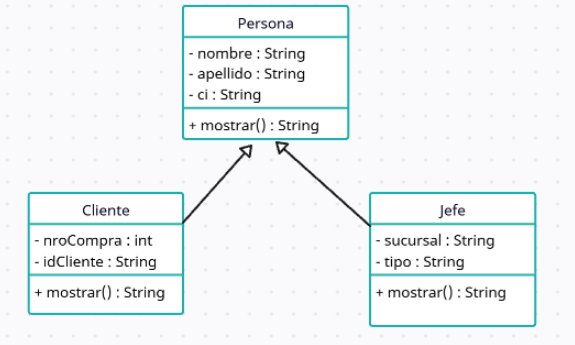 Persona
- nombre : String
- apellido : String
- ci : String
+ mostrar() : String
Cliente
- nroCompra : int
- idCliente : String
+ mostrar() : String
Jefe
- sucursal : String
- tipo : String
+ mostrar() : String